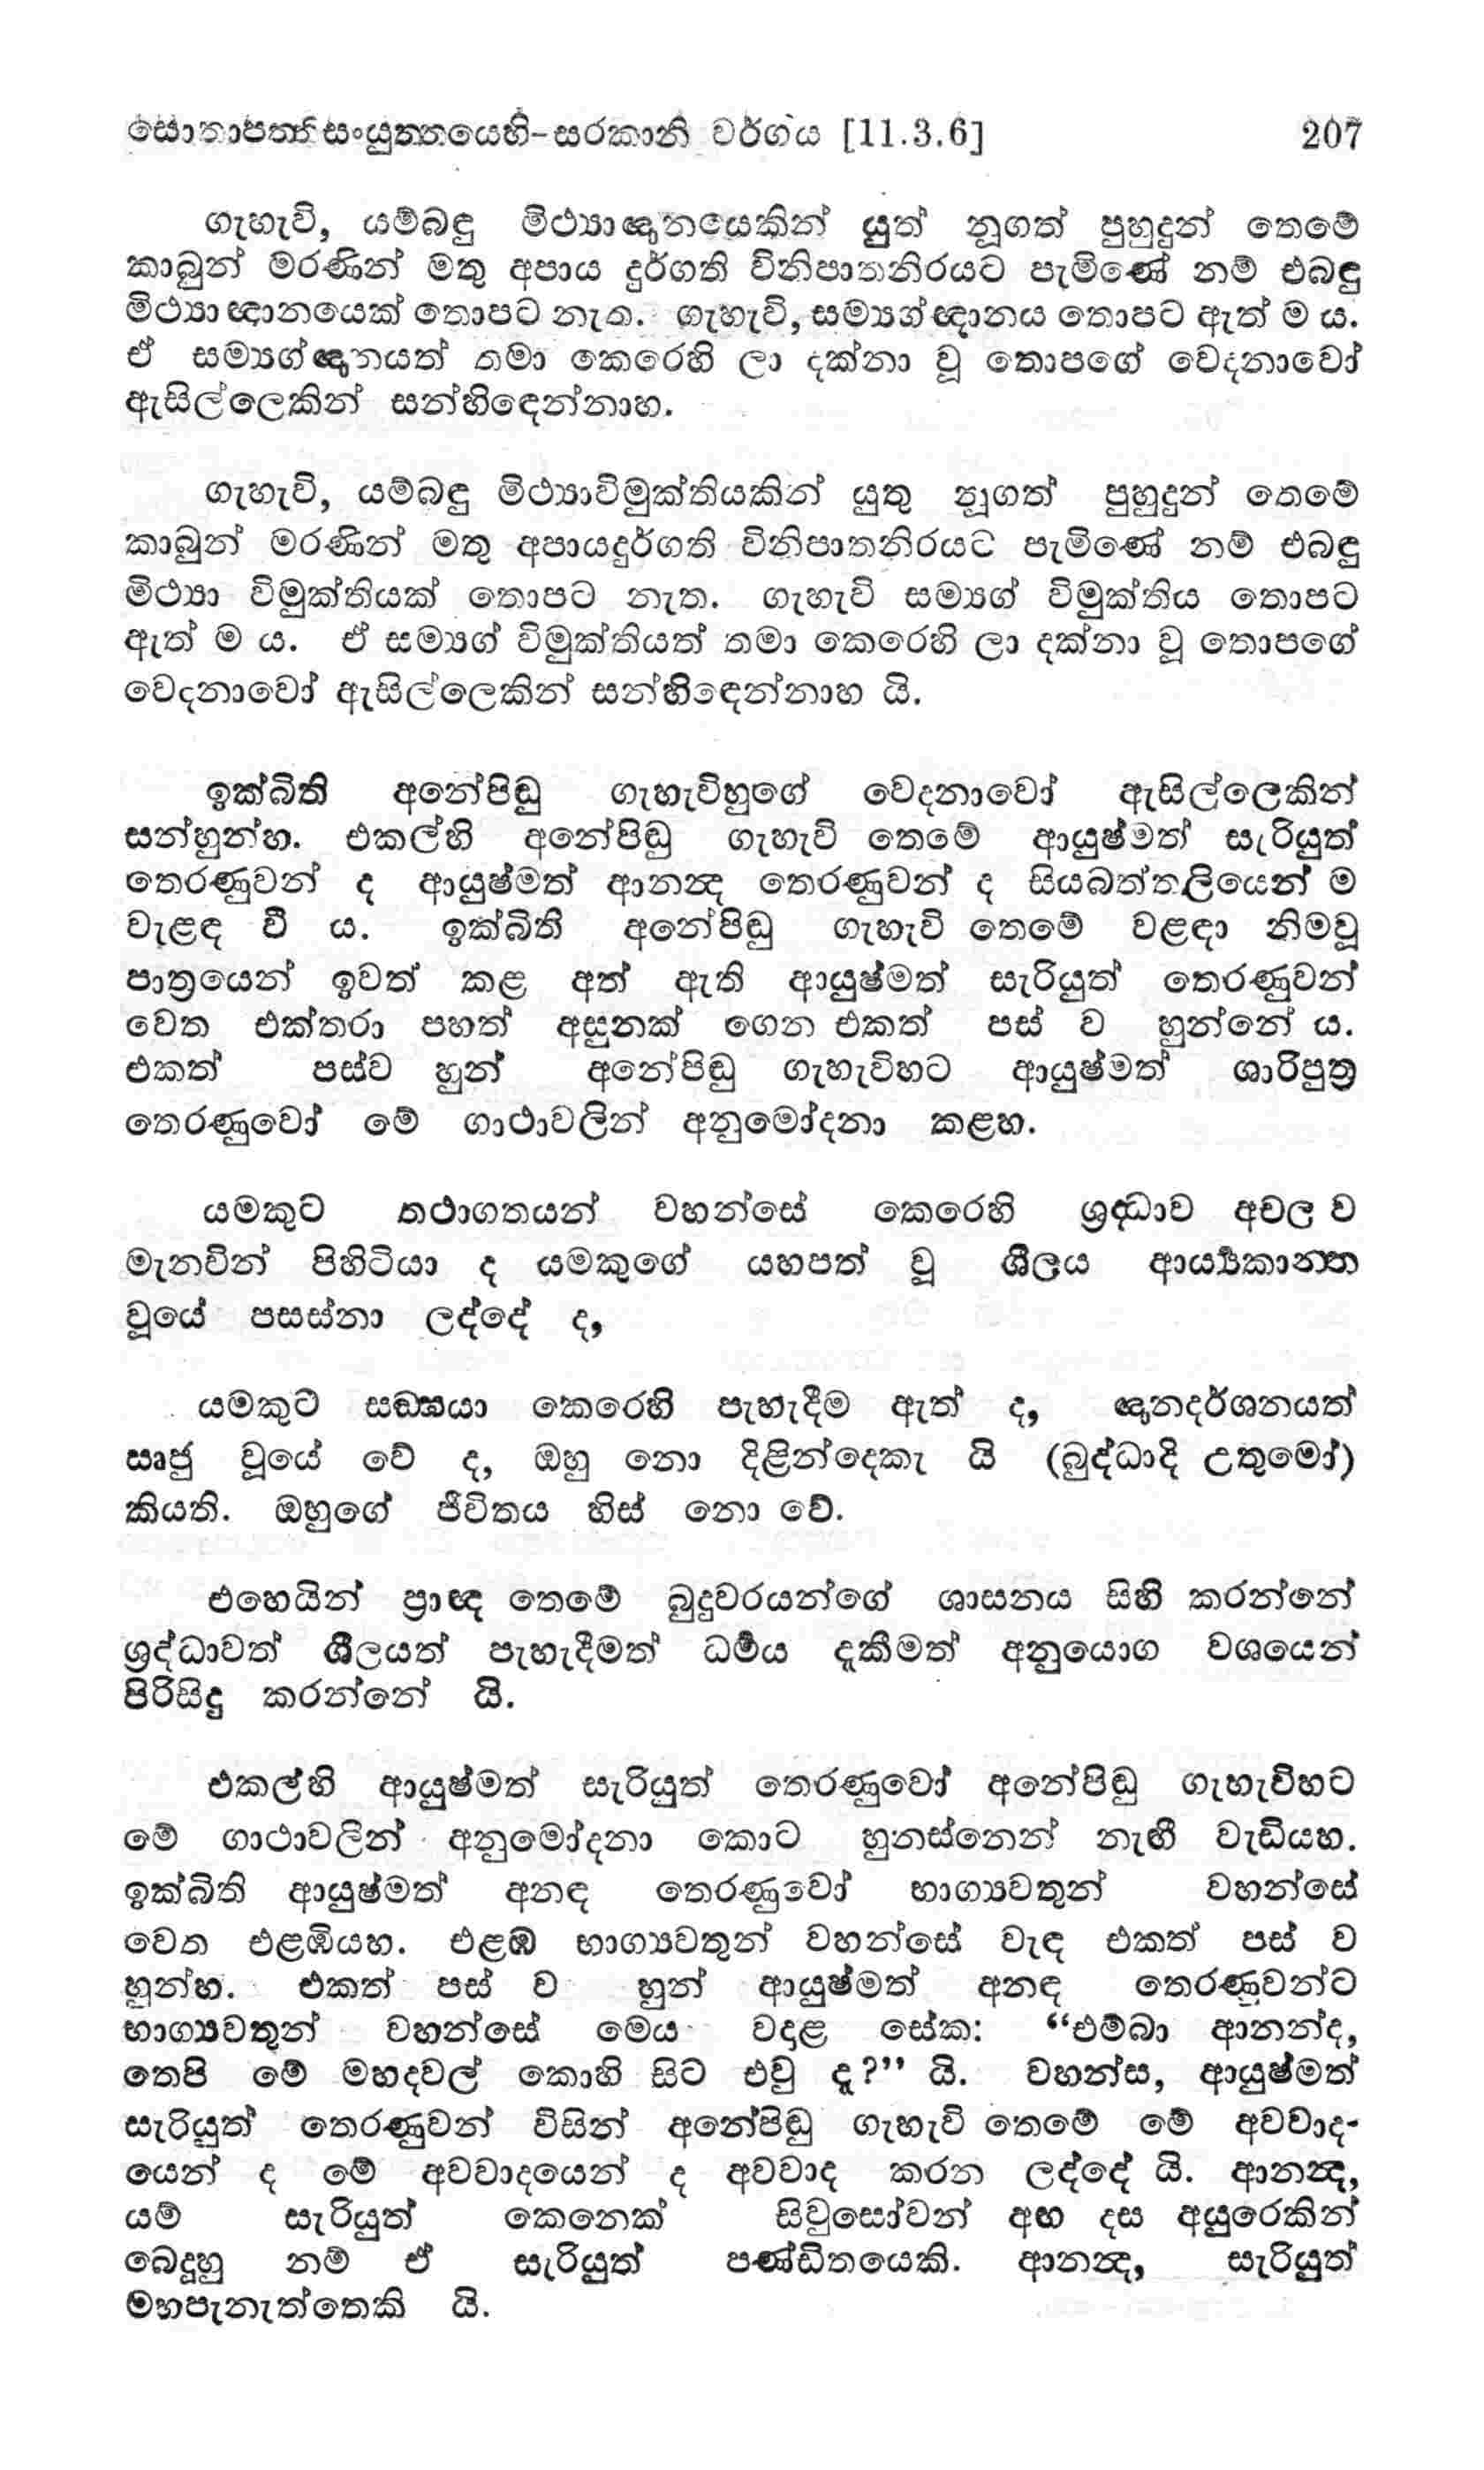 සොතාපත්ති සංයුත්තයෙහි-සරකානි වර්ගය [11.3.6] 207
ගැහැවි, යම්බඳු මිථ්‍යාඥානයෙකින් යුත් නූගත් පුහුදුන් තෙමේ
කාබුන් මරණින් මතු අපාය දුර්ගති විනිපාතනිරයට පැමිණේ නම් එබඳු
මිථ්‍යාඥානයෙක් තොපට නැත. ගැහැවි, සම්‍යග්ඥානය තොපට ඇත් ම ය.
ඒ සම්‍යග්ඥානයත් තමා කෙරෙහි ලා දක්නා වූ තොපගේ වෙදනාවෝ
ඇසිල්ලෙකින් සන්හිඳෙන්නාහ.
ගැහැවි, යම්බඳු මිථ්‍යාවිමුක්තියකින් යුතු නූගත් පුහුදුන් තෙමේ
කාබුන් මරණින් මතු අපායදුර්ගති විනිපාතනිරයට පැමිණේ නම් එබඳු
මිථ්‍යා විමුක්තියක් තොපට නැත. ගැහැවි සම්‍යග් විමුක්තිය තොපට
ඇත් ම ය. ඒ සම්‍යග් විමුක්තියත් තමා කෙරෙහි ලා දක්නා වූ තොපගේ
වෙදනාවෝ ඇසිල්ලෙකින් සන්හිඳෙන්නාහ යි.
ඉක්බිති අනේපිඬු ගැහැවිහුගේ වෙදනාවෝ ඇසිල්ලෙකින්
සන්හුන්හ. එකල්හි අනේපිඬු ගැහැවි තෙමේ ආයුෂ්මත් සැරියුත්
තෙරණුවන් ද ආයුෂ්මත් ආනන්‍ද තෙරණුවන් ද සියබත්තලියෙන් ම
වැළඳ වී ය. ඉක්බිති අනේපිඬු ගැහැවි තෙමේ වළඳා නිමවූ
පාත්‍රයෙන් ඉවත් කළ අත් ඇති ආයුෂ්මත් සැරියුත් තෙරණුවන්
වෙත එක්තරා පහත් අසුනක් ගෙන එකත් පස් ව හුන්නේ ය.
එකත් පස්ව හුන් අනේපිඬු ගැහැවිහට ආයුෂ්මත් ශාරිපුත්‍ර
තෙරණුවෝ මේ ගාථාවලින් අනුමෝදනා කළහ.
යමකුට තථාගතයන් වහන්සේ කෙරෙහි ශ්‍රද්ධාව අචල ව
මැනවින් පිහිටියා ද යමකුගේ යහපත් වූ ශීලය ආර්‍ය්‍යකාන්ත
වූයේ පසස්නා ලද්දේ ද,
යමකුට සඞ්ඝයා කෙරෙහි පැහැදීම ඇත් ද, ඥානදර්ශනයත්
ඍජු වූයේ වේ ද, ඔහු නො දිළින්දෙකැ යි (බුද්ධාදි උතුමෝ)
කියති. ඔහුගේ ජීවිතය හිස් නො වේ.
එහෙයින් ප්‍රාඥ තෙමේ බුදුවරයන්ගේ ශාසනය සිහි කරන්නේ
ශ්‍රද්ධාවත් ශීලයත් පැහැදීමත් ධර්‍මය දැකීමත් අනුයොග වශයෙන්
පිරිසිදු කරන්නේ යි.
එකල්හි ආයුෂ්මත් සැරියුත් තෙරණුවෝ අනේපිඬු ගැහැවිහට
මේ ගාථාවලින් අනුමෝදනා කොට හුනස්නෙන් නැඟී වැඩියහ.
ඉක්බිති ආයුෂ්මත් අනඳ තෙරණුවෝ භාග්‍යවතුන් වහන්සේ
වෙත එළඹියහ. එළඹ භාග්‍යවතුන් වහන්සේ වැඳ එකත් පස් ව
හුන්හ. එකත් පස් ව හුන් ආයුෂ්මත් අනඳ තෙරණුවන්ට
භාග්‍යවතුන් වහන්සේ මෙය වදාළ සේක: “එම්බා ආනන්ද,
තෙපි මේ මහදවල් කොහි සිට එවු දැ?” යි. වහන්ස, ආයුෂ්මත්
සැරියුත් තෙරණුවන් විසින් අනේපිඬු ගැහැවි තෙමේ මේ අවවාද-
යෙන් ද මේ අවවාදයෙන් ද අවවාද කරන ලද්දේ යි. ආනන්‍ද,
යම් සැරියුත් කෙනෙක් සිවුසෝවන් අඟ දස අයුරෙකින්
බෙදූහු නම් ඒ සැරියුත් පණ්ඩිතයෙකි. ආනන්‍ද, සැරියුත්
මහපැනැත්තෙකි යි.